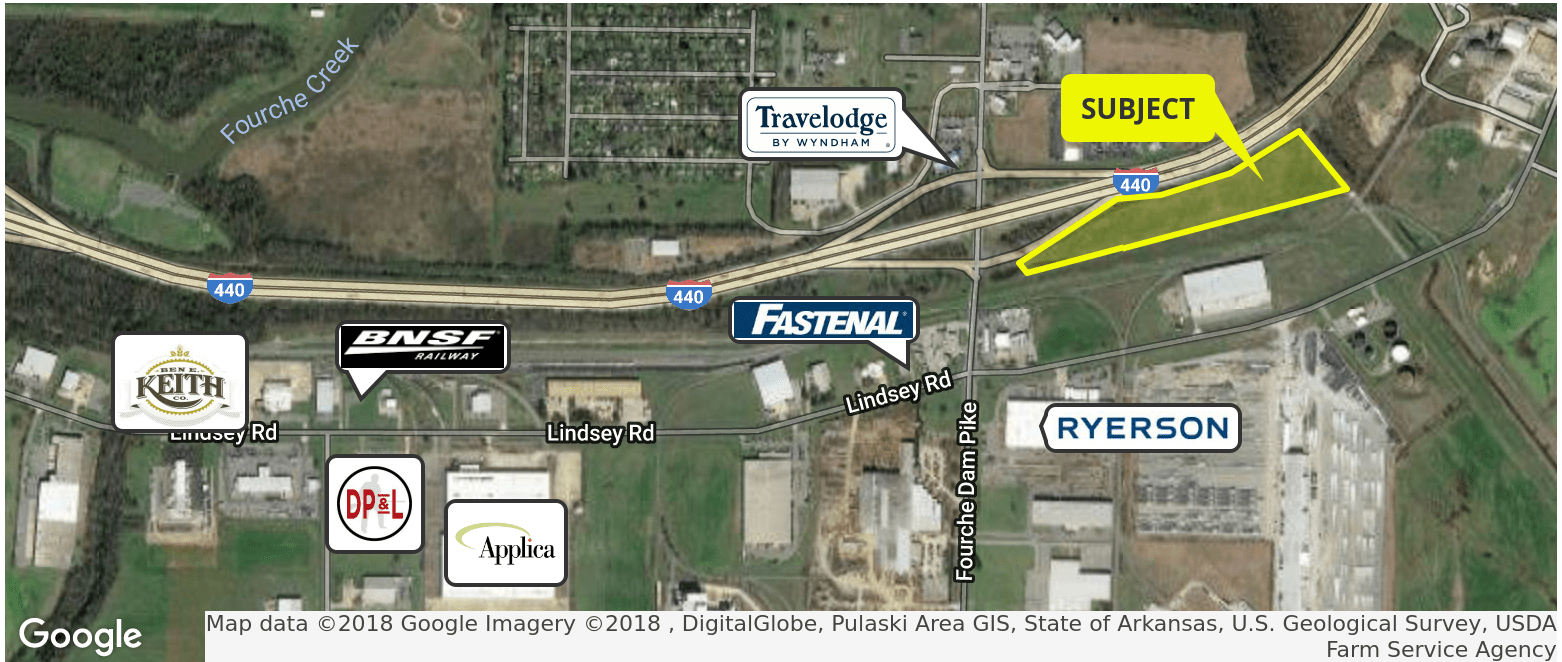 Fourche Creek
Travelodge
BY WYNDHAM
SUBJECT
440
440
440
FASTENAL
BNSF
RAILWAY
BEN E.
KEITH
CO.
Lindsey Rd
Lindsey Rd
Lindsey Rd
Fourche Dam Pike
RYERSON
DP&L
Applica
Google
Map data ©2018 Google Imagery ©2018 , DigitalGlobe, Pulaski Area GIS, State of Arkansas, U.S. Geological Survey, USDA
Farm Service Agency